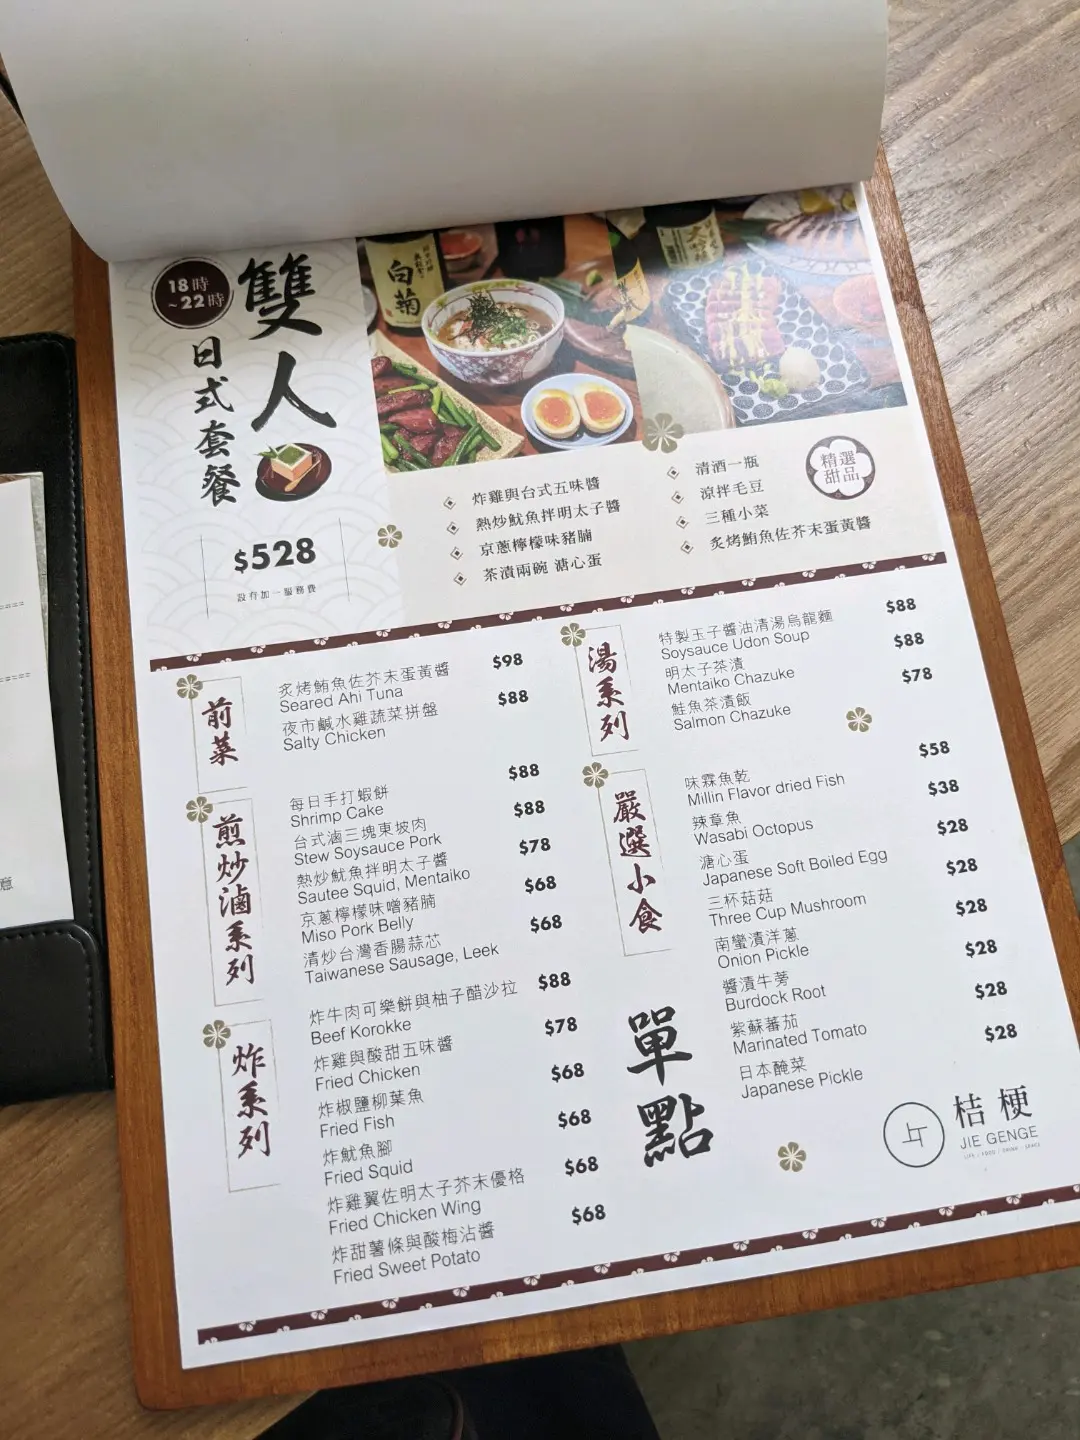 18時
~22時
雙人
日式套餐
$528
設有加一服務費
白菊
炸雞與台式五味醬
熱炒魷魚拌明太子醬
京蔥檸檬味豬腩
茶漬兩碗 溏心蛋
清酒一瓶
涼拌毛豆
三種小菜
炙烤鮪魚佐芥末蛋黃醬
精選
甜品
前菜
炙烤鮪魚佐芥末蛋黃醬 $98
Seared Ahi Tuna
夜市鹹水雞蔬菜拼盤 $88
Salty Chicken
煎炒滷系列
每日手打蝦餅 $88
Shrimp Cake
台式滷三塊東坡肉 $88
Stew Soysauce Pork
熱炒魷魚拌明太子醬 $78
Sautee Squid, Mentaiko
京蔥檸檬味噌豬腩 $68
Miso Pork Belly
清炒台灣香腸蒜芯 $68
Taiwanese Sausage, Leek
炸系列
炸牛肉可樂餅與柚子醋沙拉 $88
Beef Korokke
炸雞與酸甜五味醬 $78
Fried Chicken
炸椒鹽柳葉魚 $68
Fried Fish
炸魷魚腳 $68
Fried Squid
炸雞翼佐明太子芥末優格 $68
Fried Chicken Wing
炸甜薯條與酸梅沾醬 $68
Fried Sweet Potato
湯系列
特製玉子醬油清湯烏龍麵 $88
Soysauce Udon Soup
明太子茶漬 $88
Mentaiko Chazuke
鮭魚茶漬飯 $78
Salmon Chazuke
嚴選小食
味霖魚乾 $58
Millin Flavor dried Fish
辣章魚 $38
Wasabi Octopus
溏心蛋 $28
Japanese Soft Boiled Egg
三杯菇菇 $28
Three Cup Mushroom
南蠻漬洋蔥 $28
Onion Pickle
醬漬牛蒡 $28
Burdock Root
紫蘇蕃茄 $28
Marinated Tomato
日本醃菜 $28
Japanese Pickle
單點
桔梗
JIE GENGE
意